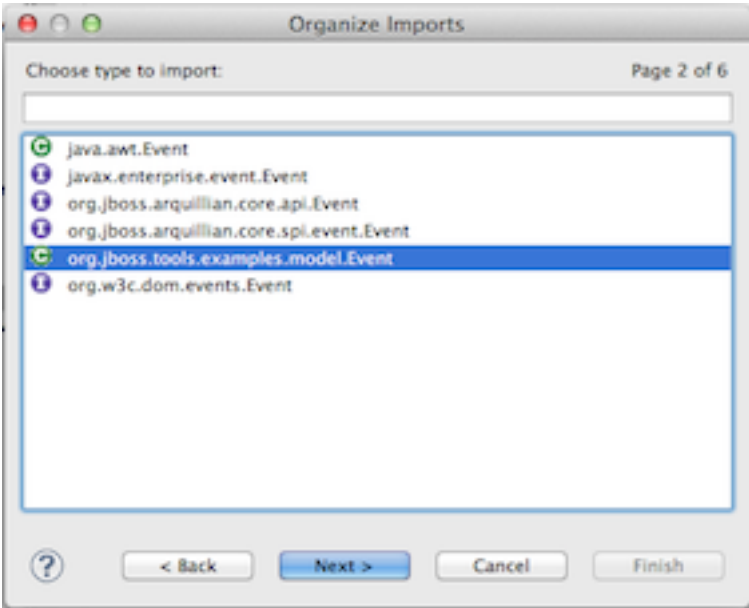 Organize Imports
Choose type to import: Page 2 of 6
java.awt.Event
javax.enterprise.event.Event
org.jboss.arquillian.core.api.Event
org.jboss.arquillian.core.spi.event.Event
org.jboss.tools.examples.model.Event
org.w3c.dom.events.Event
? < Back Next > Cancel Finish